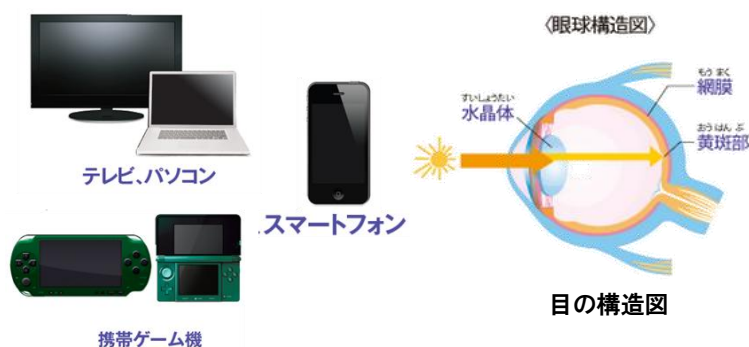 〈眼球構造図〉
もうまく
網膜
すいしょうたい
水晶体
おうはんぶ
黄斑部
テレビ、パソコン
スマートフォン
目の構造図
携帯ゲーム機